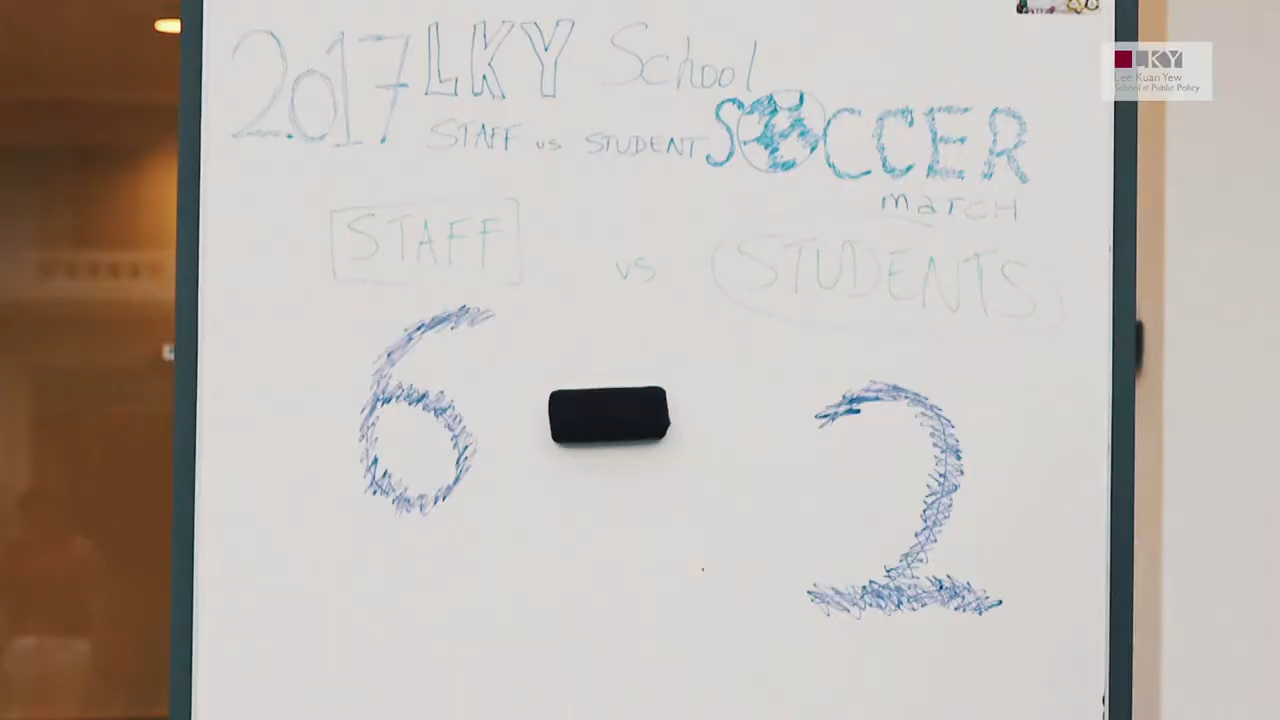 2017 LKY School
STAFF vs STUDENT SOCCER
match
STAFF vs STUDENTS
6 2
LKY
Lee Kuan Yew
School of Public Policy